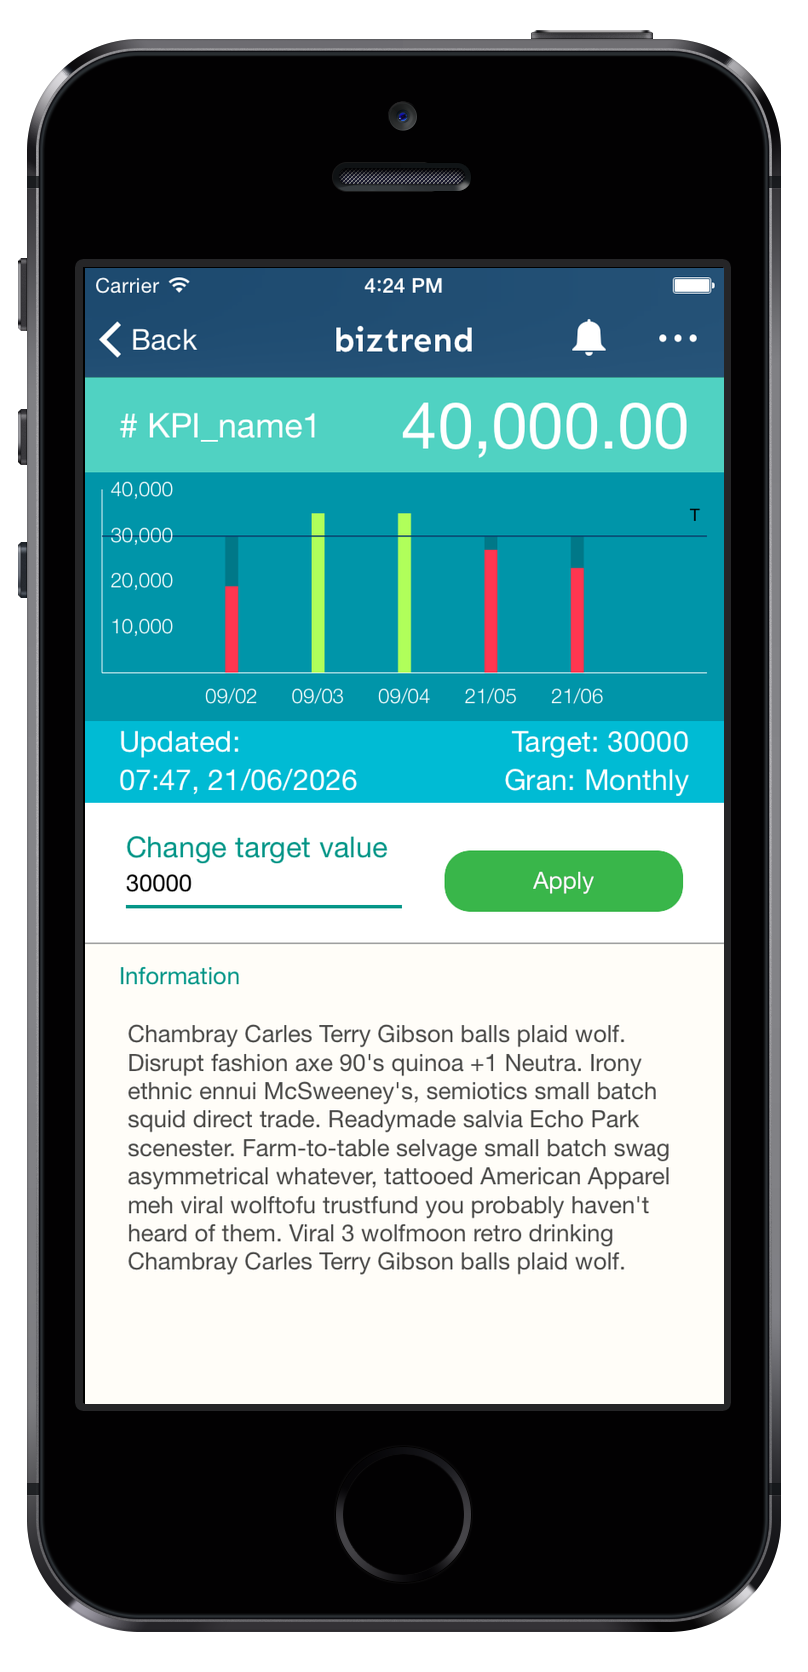 Carrier 4:24 PM
Back biztrend
# KPI_name1 40,000.00
40,000
T
30,000
20,000
10,000
09/02 09/03 09/04 21/05 21/06
Updated: Target: 30000
07:47, 21/06/2026 Gran: Monthly
Change target value
30000
Apply
Information
Chambray Carles Terry Gibson balls plaid wolf.
Disrupt fashion axe 90's quinoa +1 Neutra. Irony
ethnic ennui McSweeney's, semiotics small batch
squid direct trade. Readymade salvia Echo Park
scenester. Farm-to-table selvage small batch swag
asymmetrical whatever, tattooed American Apparel
meh viral wolftofu trustfund you probably haven't
heard of them. Viral 3 wolfmoon retro drinking
Chambray Carles Terry Gibson balls plaid wolf.